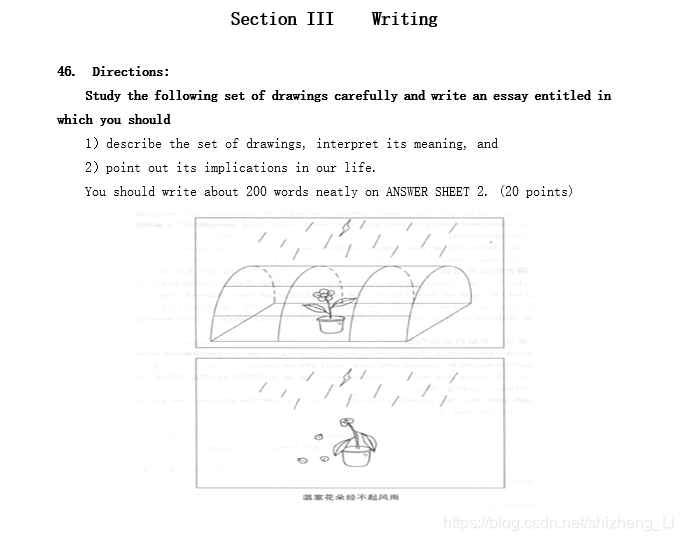 Section III Writing
46. Directions:
Study the following set of drawings carefully and write an essay entitled in
which you should
1) describe the set of drawings, interpret its meaning, and
2) point out its implications in our life.
You should write about 200 words neatly on ANSWER SHEET 2. (20 points)
温室花朵经不起风雨
https://blog.csdn.net/shizheng_Li